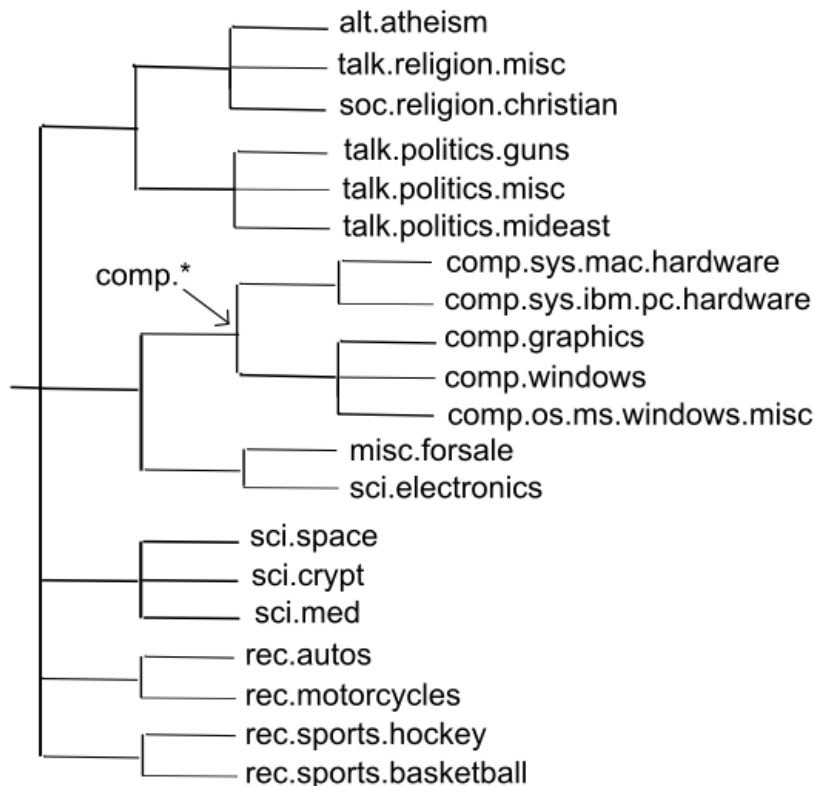 alt.atheism
talk.religion.misc
soc.religion.christian
talk.politics.guns
talk.politics.misc
talk.politics.mideast
comp.*
comp.sys.mac.hardware
comp.sys.ibm.pc.hardware
comp.graphics
comp.windows
comp.os.ms.windows.misc
misc.forsale
sci.electronics
sci.space
sci.crypt
sci.med
rec.autos
rec.motorcycles
rec.sports.hockey
rec.sports.basketball